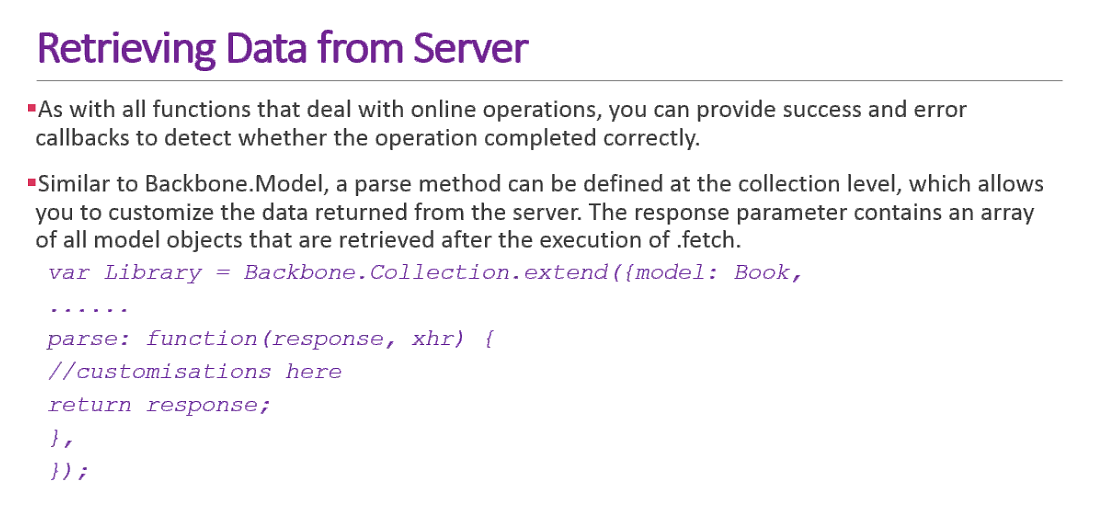 Retrieving Data from Server
▪As with all functions that deal with online operations, you can provide success and error
callbacks to detect whether the operation completed correctly.
▪Similar to Backbone.Model, a parse method can be defined at the collection level, which allows
you to customize the data returned from the server. The response parameter contains an array
of all model objects that are retrieved after the execution of .fetch.
var Library = Backbone.Collection.extend({model: Book,
......
parse: function(response, xhr) {
//customisations here
return response;
},
});